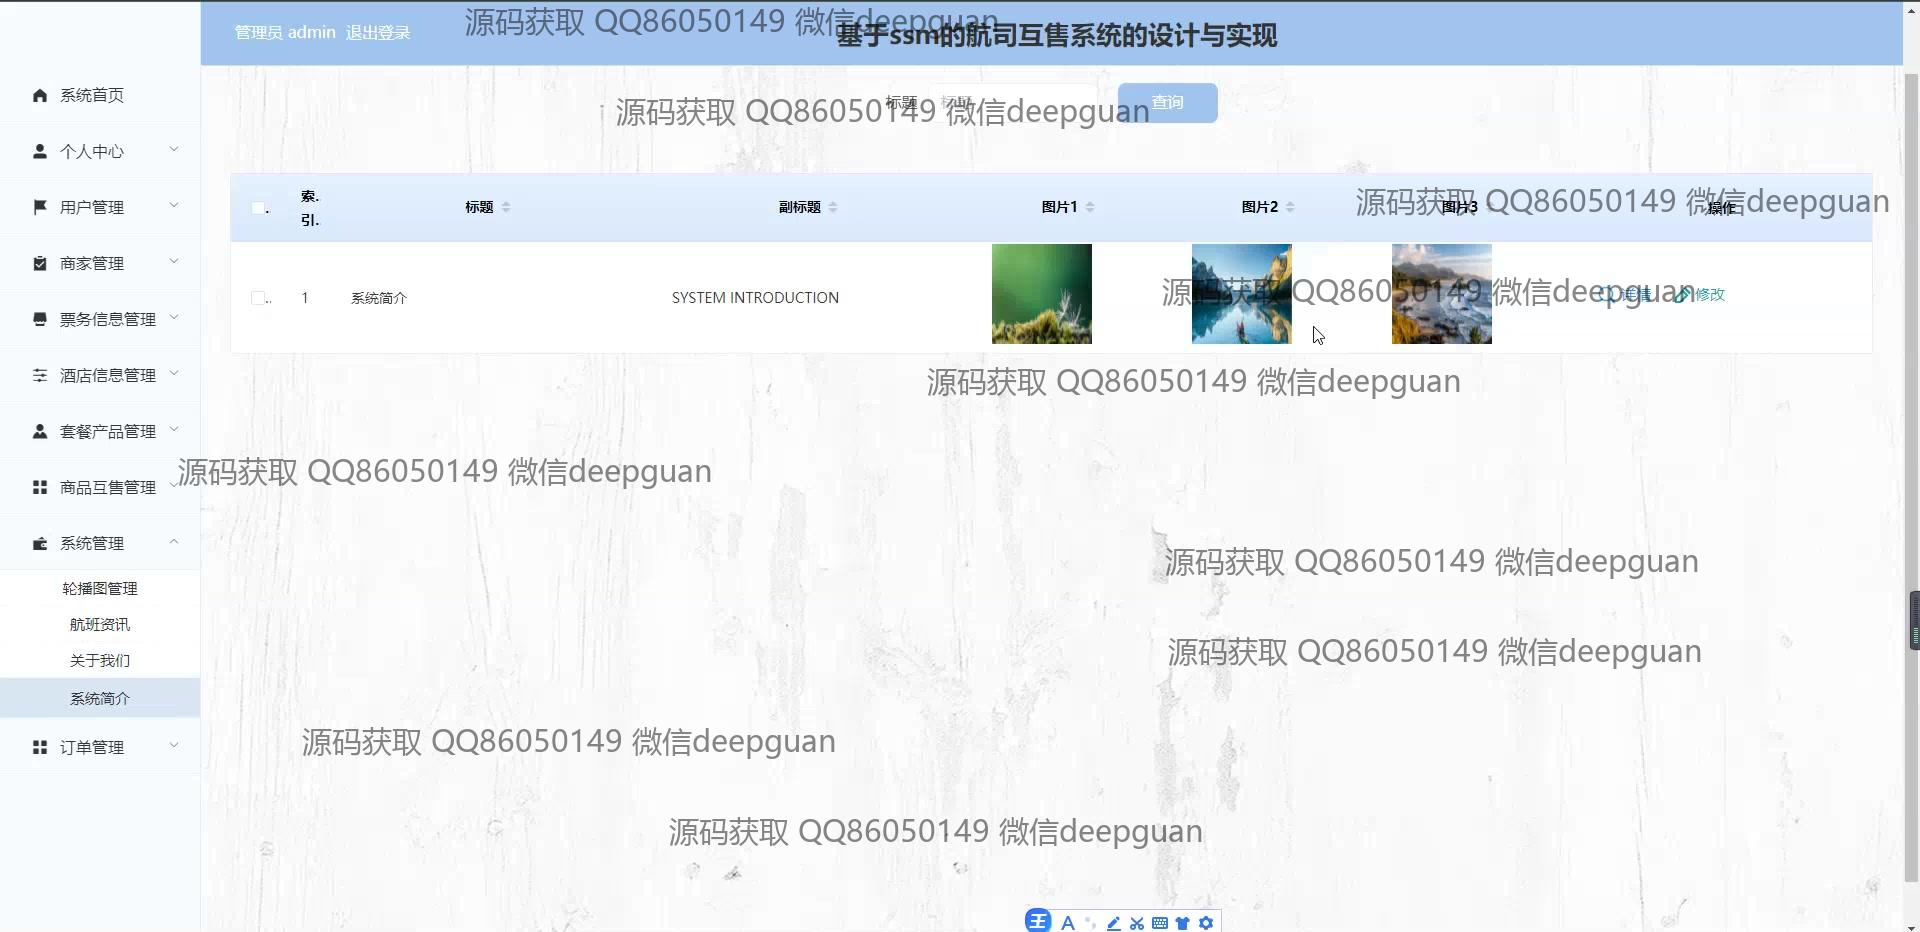 管理员 admin 退出登录
源码获取 QQ86050149 微信deepguan
基于ssm的航司互售系统的设计与实现
标题
标题
查询
源码获取 QQ86050149 微信deepguan
系统首页
个人中心
用户管理
商家管理
票务信息管理
酒店信息管理
套餐产品管理
商品互售管理
系统管理
轮播图管理
航班资讯
关于我们
系统简介
订单管理
索.
引.
标题
副标题
图片1
图片2
图片3
操作
源码获取 QQ86050149 微信deepguan
1
系统简介
SYSTEM INTRODUCTION
详情
修改
源码获取 QQ86050149 微信deepguan
源码获取 QQ86050149 微信deepguan
源码获取 QQ86050149 微信deepguan
源码获取 QQ86050149 微信deepguan
源码获取 QQ86050149 微信deepguan
源码获取 QQ86050149 微信deepguan
源码获取 QQ86050149 微信deepguan
王 A